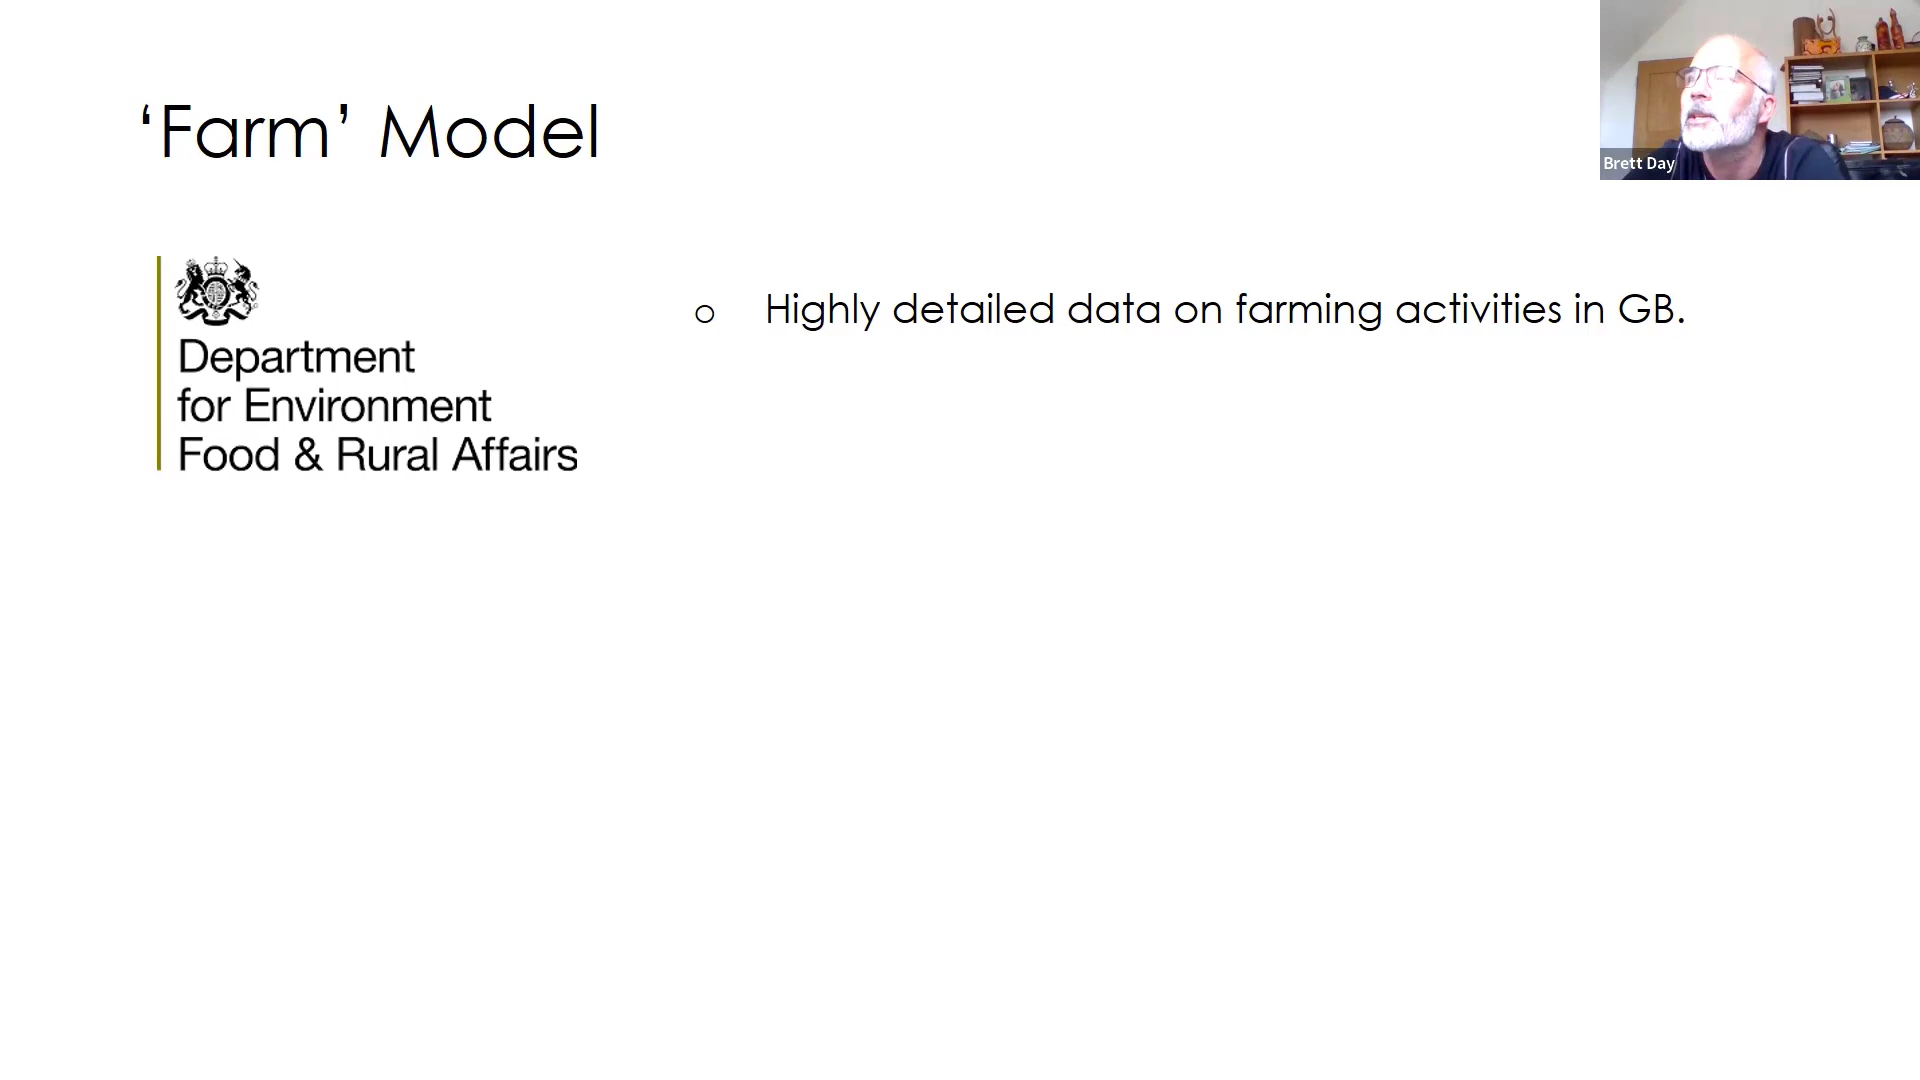 ‘Farm’ Model
Brett Day
Department
for Environment
Food & Rural Affairs
o Highly detailed data on farming activities in GB.